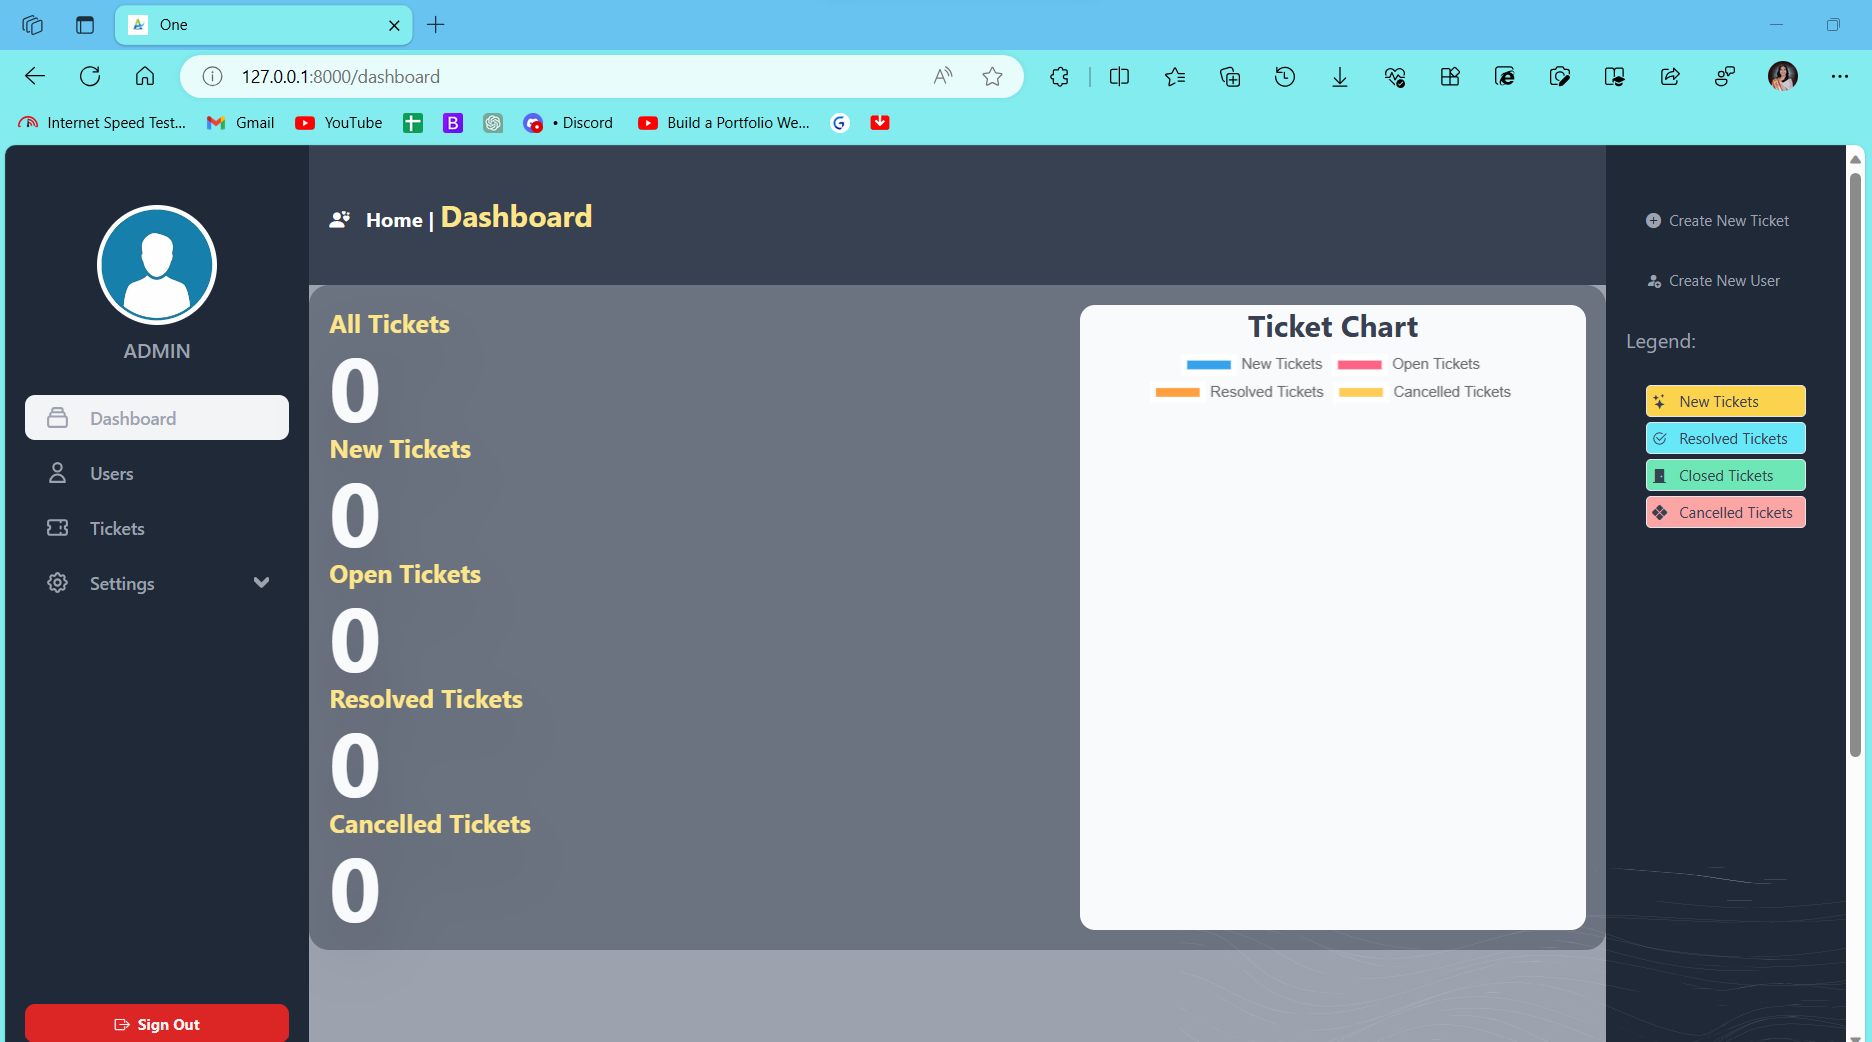 One
127.0.0.1:8000/dashboard
Internet Speed Test...
Gmail
YouTube
B
• Discord
Build a Portfolio We...
G
ADMIN
Dashboard
Users
Tickets
Settings
Sign Out
Home | Dashboard
All Tickets
0
New Tickets
0
Open Tickets
0
Resolved Tickets
0
Cancelled Tickets
0
Ticket Chart
New Tickets Open Tickets
Resolved Tickets Cancelled Tickets
Create New Ticket
Create New User
Legend:
New Tickets
Resolved Tickets
Closed Tickets
Cancelled Tickets